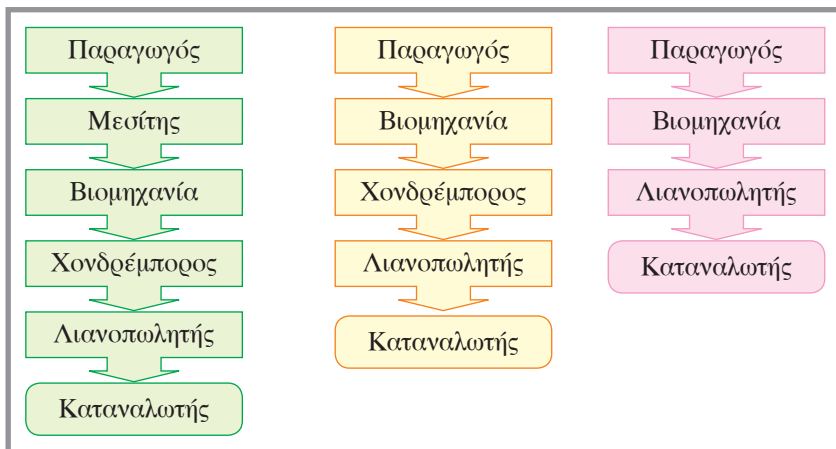 Παραγωγός
Μεσίτης
Βιομηχανία
Χονδρέμπορος
Λιανοπωλητής
Καταναλωτής
Παραγωγός
Βιομηχανία
Χονδρέμπορος
Λιανοπωλητής
Καταναλωτής
Παραγωγός
Βιομηχανία
Λιανοπωλητής
Καταναλωτής